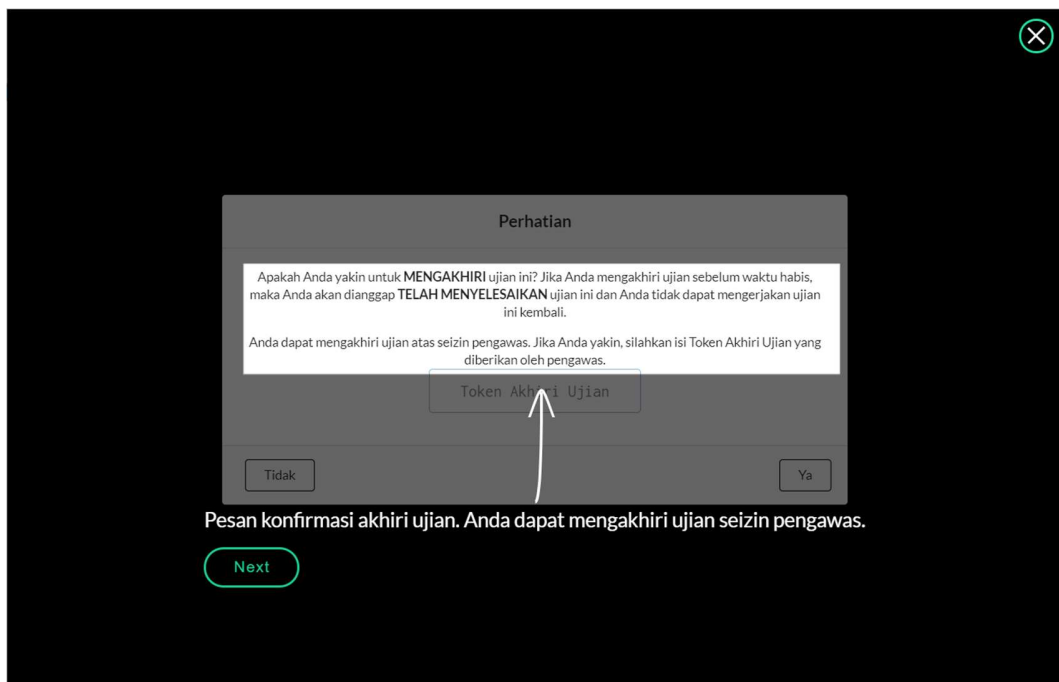 Perhatian
Apakah Anda yakin untuk MENGAKHIRI ujian ini? Jika Anda mengakhiri ujian sebelum waktu habis,
maka Anda akan dianggap TELAH MENYELESAIKAN ujian ini dan Anda tidak dapat mengerjakan ujian
ini kembali.
Anda dapat mengakhiri ujian atas seizin pengawas. Jika Anda yakin, silahkan isi Token Akhiri Ujian yang
diberikan oleh pengawas.
Token Akhiri Ujian
Tidak
Ya
Pesan konfirmasi akhiri ujian. Anda dapat mengakhiri ujian seizin pengawas.
Next